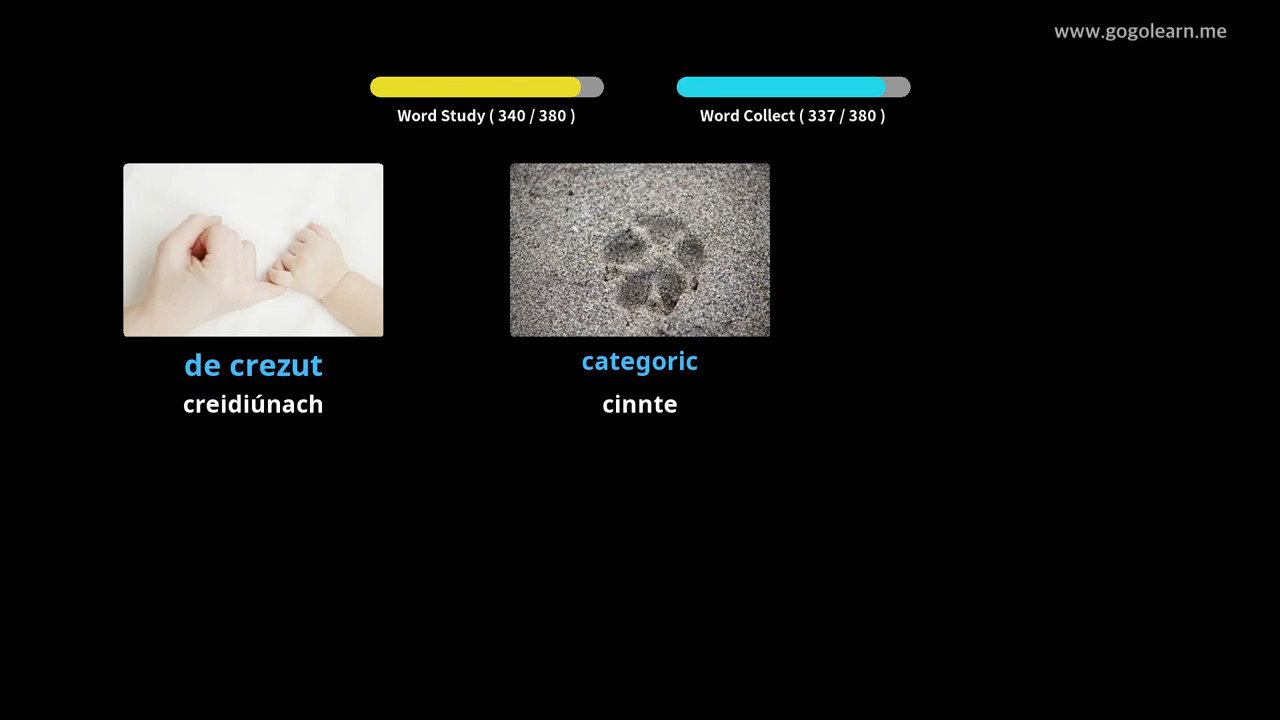 www.gogolearn.me
Word Study ( 340 / 380 )
Word Collect ( 337 / 380 )
de crezut
creidiúnach
categoric
cinnte